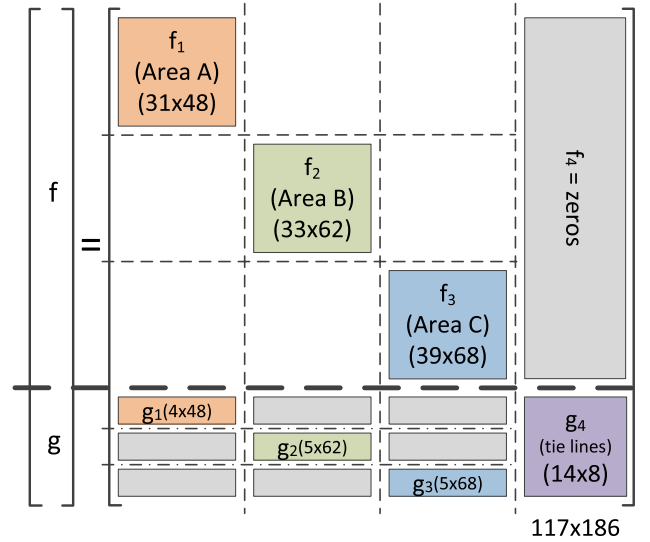 f1
(Area A)
(31x48)
f2
(Area B)
(33x62)
f4 = zeros
f
=
f3
(Area C)
(39x68)
g
g1(4x48)
g2(5x62)
g3(5x68)
g4
(tie lines)
(14x8)
117x186